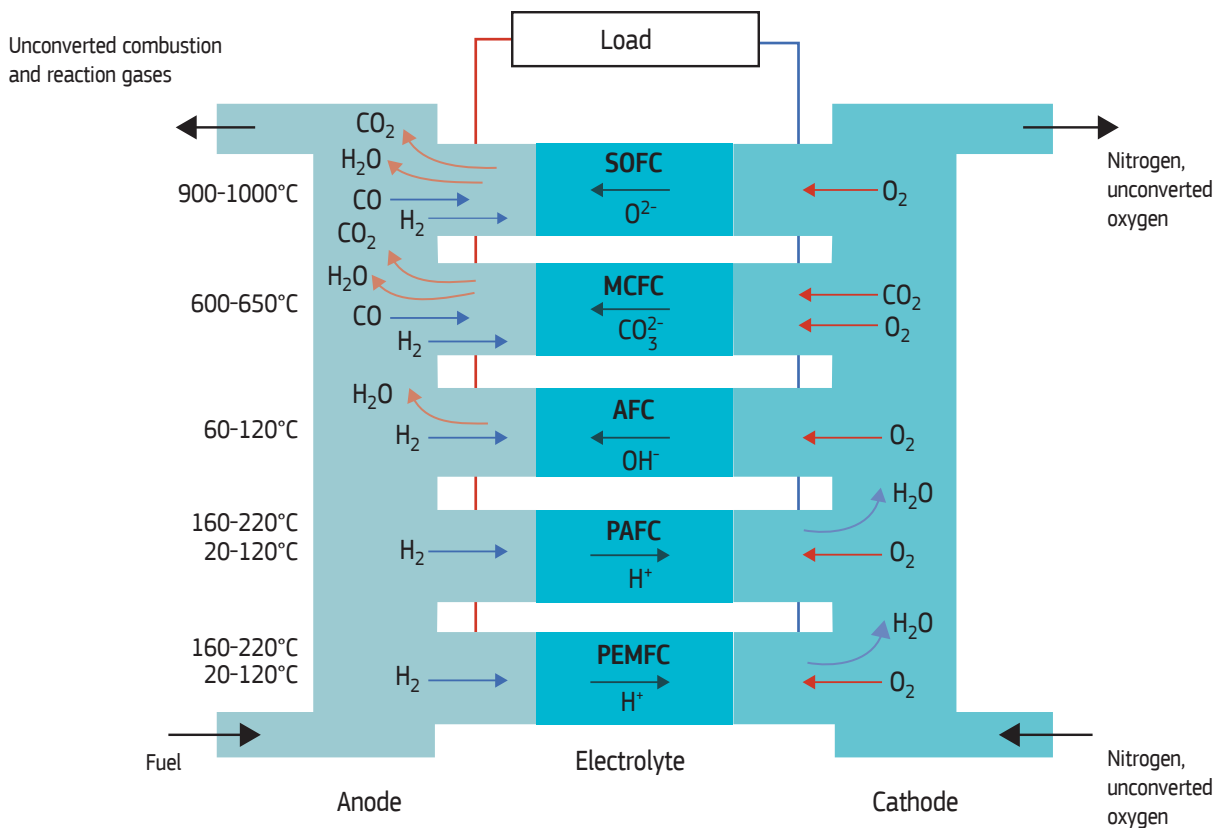 Load
Unconverted combustion
and reaction gases
Nitrogen,
unconverted
oxygen
900-1000°C
CO₂
H₂O
CO
H₂
SOFC
O²⁻
O₂
600-650°C
CO₂
H₂O
CO
H₂
MCFC
CO₃²⁻
CO₂
O₂
60-120°C
H₂O
H₂
AFC
OH⁻
O₂
160-220°C
20-120°C
H₂
PAFC
H⁺
H₂O
O₂
160-220°C
20-120°C
H₂
PEMFC
H⁺
H₂O
O₂
Fuel
Anode
Electrolyte
Cathode
Nitrogen,
unconverted
oxygen